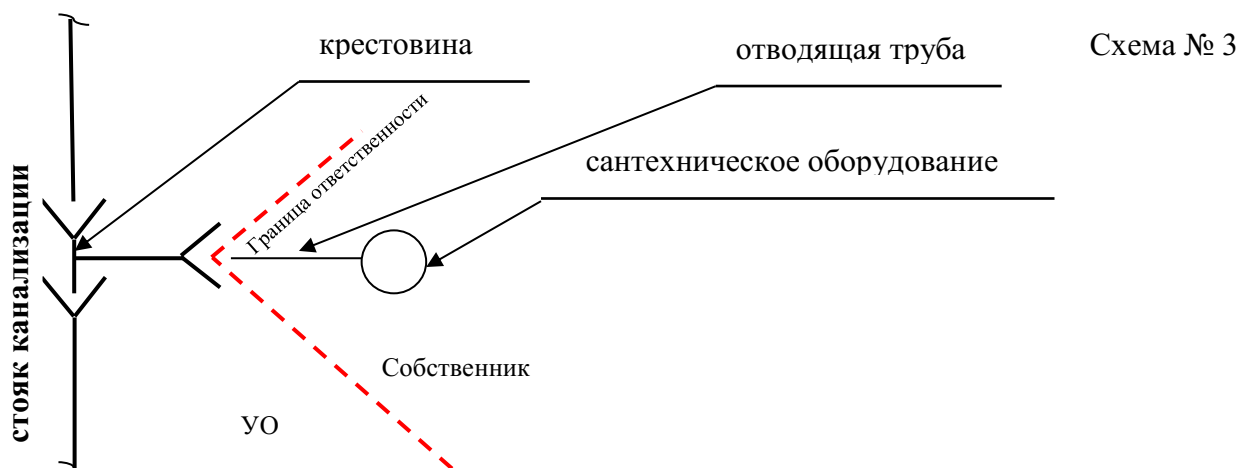 крестовина
отводящая труба
Схема № 3
Граница ответственности
сантехническое оборудование
стояк канализации
Собственник
УО